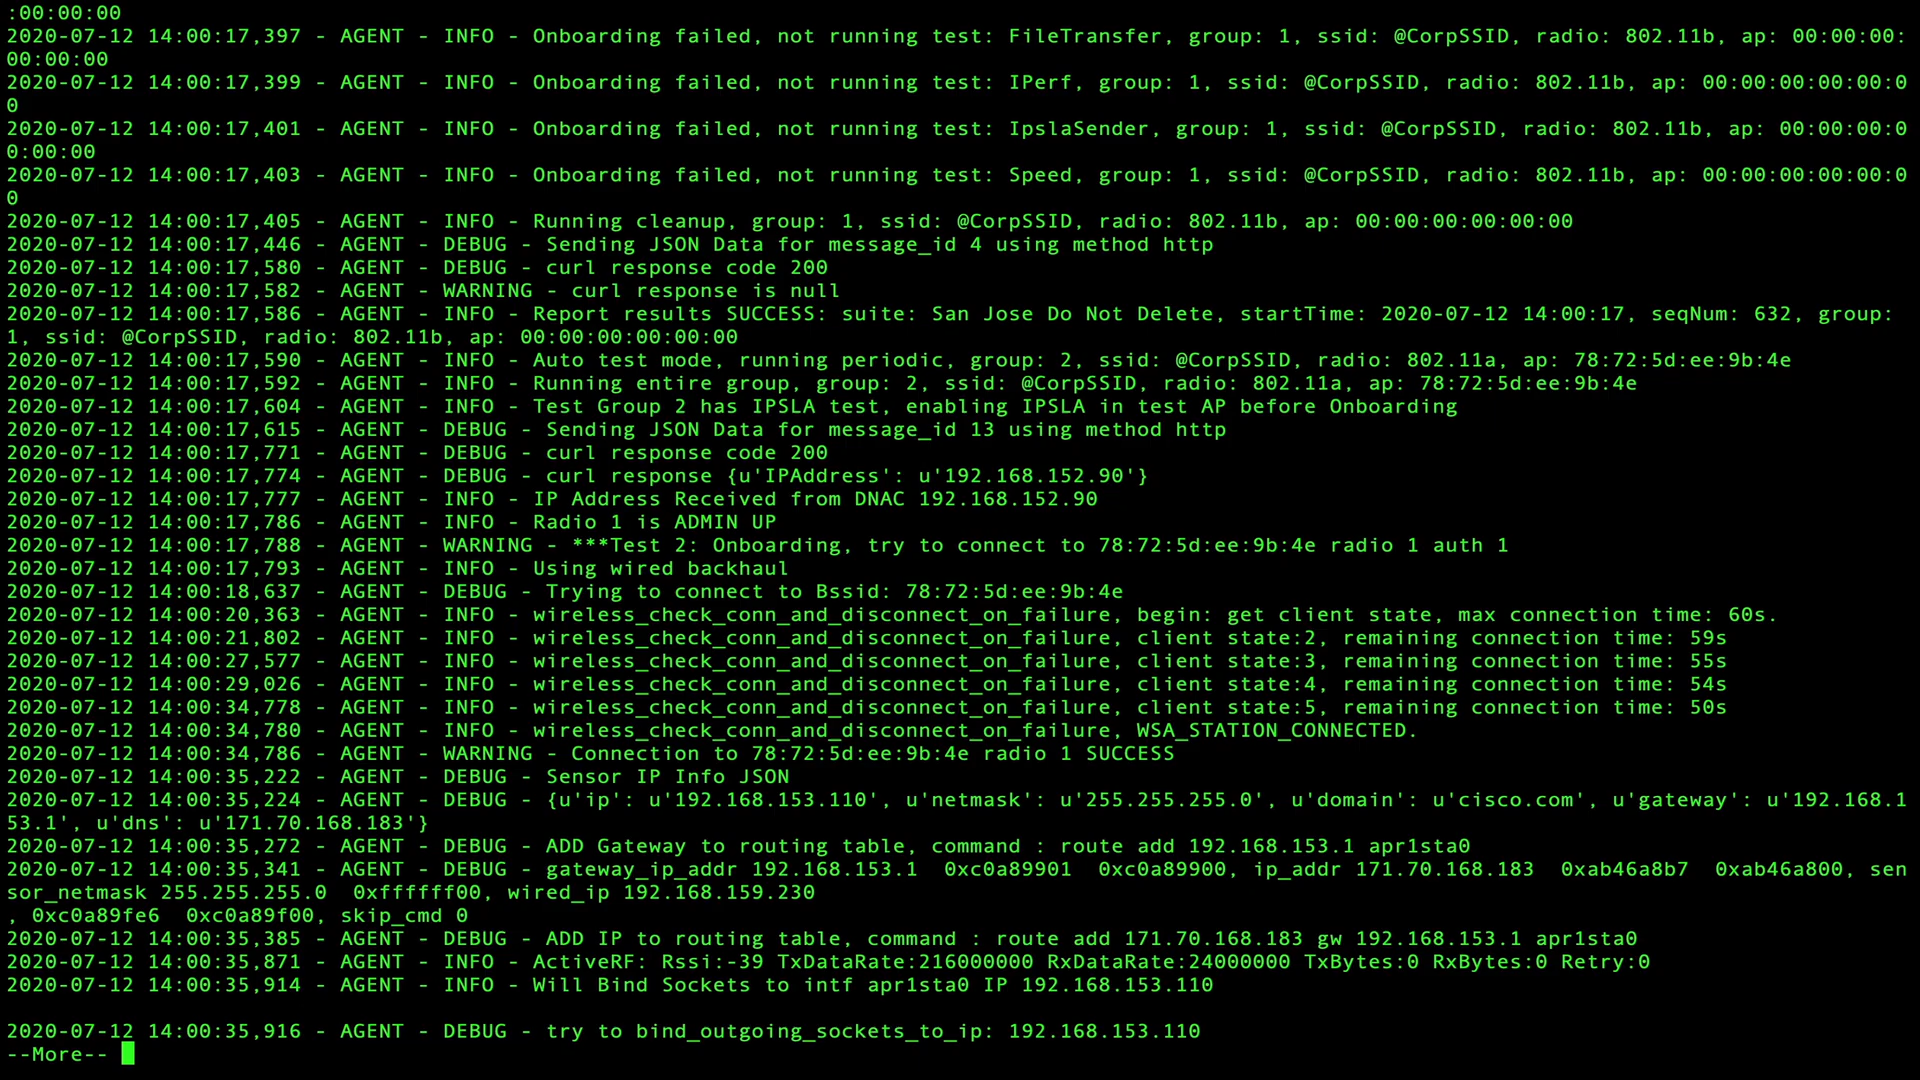 :00:00:00
2020-07-12 14:00:17,397 - AGENT - INFO - Onboarding failed, not running test: FileTransfer, group: 1, ssid: @CorpSSID, radio: 802.11b, ap: 00:00:00:
00:00:00
2020-07-12 14:00:17,399 - AGENT - INFO - Onboarding failed, not running test: IPerf, group: 1, ssid: @CorpSSID, radio: 802.11b, ap: 00:00:00:00:00:0
0
2020-07-12 14:00:17,401 - AGENT - INFO - Onboarding failed, not running test: IpslaSender, group: 1, ssid: @CorpSSID, radio: 802.11b, ap: 00:00:00:0
0:00:00
2020-07-12 14:00:17,403 - AGENT - INFO - Onboarding failed, not running test: Speed, group: 1, ssid: @CorpSSID, radio: 802.11b, ap: 00:00:00:00:00:0
0
2020-07-12 14:00:17,405 - AGENT - INFO - Running cleanup, group: 1, ssid: @CorpSSID, radio: 802.11b, ap: 00:00:00:00:00:00
2020-07-12 14:00:17,446 - AGENT - DEBUG - Sending JSON Data for message_id 4 using method http
2020-07-12 14:00:17,580 - AGENT - DEBUG - curl response code 200
2020-07-12 14:00:17,582 - AGENT - WARNING - curl response is null
2020-07-12 14:00:17,586 - AGENT - INFO - Report results SUCCESS: suite: San Jose Do Not Delete, startTime: 2020-07-12 14:00:17, seqNum: 632, group:
1, ssid: @CorpSSID, radio: 802.11b, ap: 00:00:00:00:00:00
2020-07-12 14:00:17,590 - AGENT - INFO - Auto test mode, running periodic, group: 2, ssid: @CorpSSID, radio: 802.11a, ap: 78:72:5d:ee:9b:4e
2020-07-12 14:00:17,592 - AGENT - INFO - Running entire group, group: 2, ssid: @CorpSSID, radio: 802.11a, ap: 78:72:5d:ee:9b:4e
2020-07-12 14:00:17,604 - AGENT - INFO - Test Group 2 has IPSLA test, enabling IPSLA in test AP before Onboarding
2020-07-12 14:00:17,615 - AGENT - DEBUG - Sending JSON Data for message_id 13 using method http
2020-07-12 14:00:17,771 - AGENT - DEBUG - curl response code 200
2020-07-12 14:00:17,774 - AGENT - DEBUG - curl response {u'IPAddress': u'192.168.152.90'}
2020-07-12 14:00:17,777 - AGENT - INFO - IP Address Received from DNAC 192.168.152.90
2020-07-12 14:00:17,786 - AGENT - INFO - Radio 1 is ADMIN UP
2020-07-12 14:00:17,788 - AGENT - WARNING - ***Test 2: Onboarding, try to connect to 78:72:5d:ee:9b:4e radio 1 auth 1
2020-07-12 14:00:17,793 - AGENT - INFO - Using wired backhaul
2020-07-12 14:00:18,637 - AGENT - DEBUG - Trying to connect to Bssid: 78:72:5d:ee:9b:4e
2020-07-12 14:00:20,363 - AGENT - INFO - wireless_check_conn_and_disconnect_on_failure, begin: get client state, max connection time: 60s.
2020-07-12 14:00:21,802 - AGENT - INFO - wireless_check_conn_and_disconnect_on_failure, client state:2, remaining connection time: 59s
2020-07-12 14:00:27,577 - AGENT - INFO - wireless_check_conn_and_disconnect_on_failure, client state:3, remaining connection time: 55s
2020-07-12 14:00:29,026 - AGENT - INFO - wireless_check_conn_and_disconnect_on_failure, client state:4, remaining connection time: 54s
2020-07-12 14:00:34,778 - AGENT - INFO - wireless_check_conn_and_disconnect_on_failure, client state:5, remaining connection time: 50s
2020-07-12 14:00:34,780 - AGENT - INFO - wireless_check_conn_and_disconnect_on_failure, WSA_STATION_CONNECTED.
2020-07-12 14:00:34,786 - AGENT - WARNING - Connection to 78:72:5d:ee:9b:4e radio 1 SUCCESS
2020-07-12 14:00:35,222 - AGENT - DEBUG - Sensor IP Info JSON
2020-07-12 14:00:35,224 - AGENT - DEBUG - {u'ip': u'192.168.153.110', u'netmask': u'255.255.255.0', u'domain': u'cisco.com', u'gateway': u'192.168.1
53.1', u'dns': u'171.70.168.183'}
2020-07-12 14:00:35,272 - AGENT - DEBUG - ADD Gateway to routing table, command : route add 192.168.153.1 apr1sta0
2020-07-12 14:00:35,341 - AGENT - DEBUG - gateway_ip_addr 192.168.153.1  0xc0a89901  0xc0a89900, ip_addr 171.70.168.183  0xab46a8b7  0xab46a800, sen
sor_netmask 255.255.255.0  0xffffff00, wired_ip 192.168.159.230
, 0xc0a89fe6  0xc0a89f00, skip_cmd 0
2020-07-12 14:00:35,385 - AGENT - DEBUG - ADD IP to routing table, command : route add 171.70.168.183 gw 192.168.153.1 apr1sta0
2020-07-12 14:00:35,871 - AGENT - INFO - ActiveRF: Rssi:-39 TxDataRate:216000000 RxDataRate:24000000 TxBytes:0 RxBytes:0 Retry:0
2020-07-12 14:00:35,914 - AGENT - INFO - Will Bind Sockets to intf apr1sta0 IP 192.168.153.110
2020-07-12 14:00:35,916 - AGENT - DEBUG - try to bind_outgoing_sockets_to_ip: 192.168.153.110
--More--